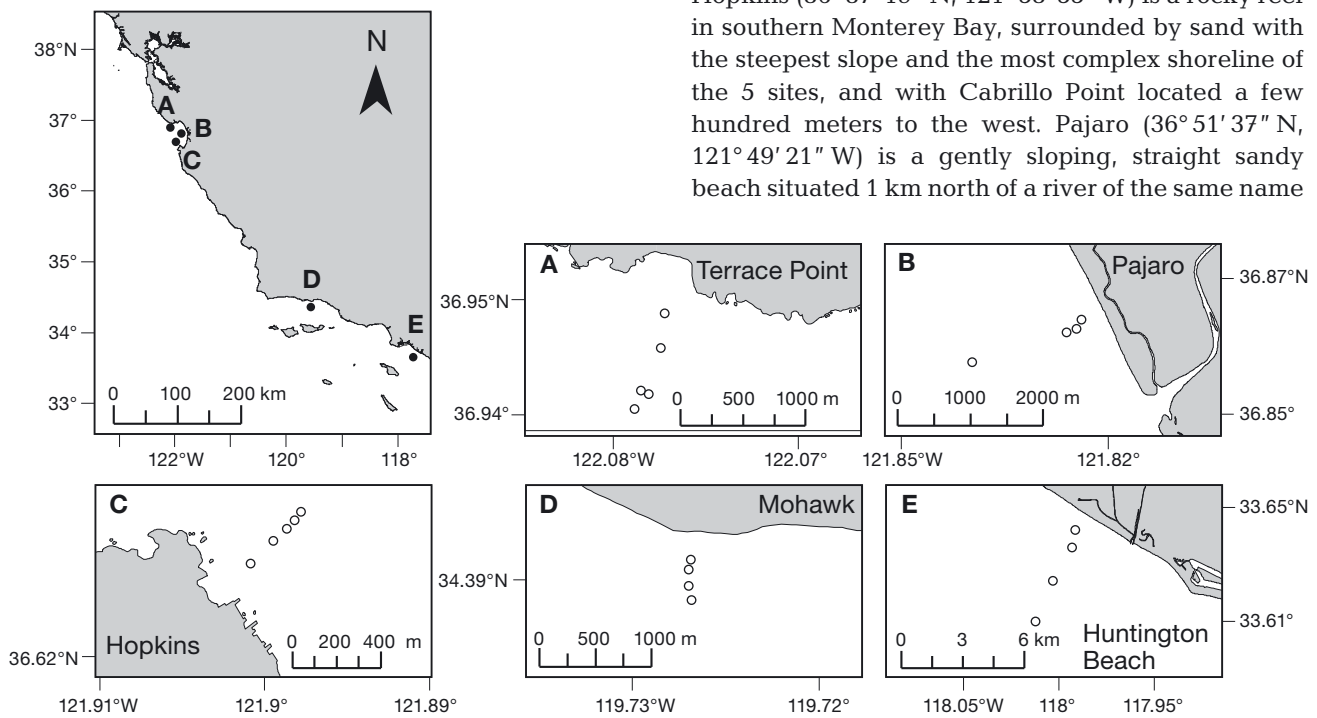 Hopkins (36° 37' 18" N, 121° 53' 53" W) is a rocky reef
in southern Monterey Bay, surrounded by sand with
the steepest slope and the most complex shoreline of
the 5 sites, and with Cabrillo Point located a few
hundred meters to the west. Pajaro (36° 51' 37" N,
121° 49' 21" W) is a gently sloping, straight sandy
beach situated 1 km north of a river of the same name
38°N
37°
36°
35°
34°
33°
N
A
B
C
D
E
0 100 200 km
122°W 120° 118°
A
Terrace Point
36.95°N
36.94°
0 500 1000 m
122.08°W 122.07°
B
Pajaro
36.87°N
36.85°
0 1000 2000 m
121.85°W 121.82°
C
Hopkins
0 200 400 m
36.62°N
121.91°W 121.9° 121.89°
D
Mohawk
34.39°N
0 500 1000 m
119.73°W 119.72°
E
33.65°N
33.61°
0 3 6 km
Huntington
Beach
118.05°W 118° 117.95°